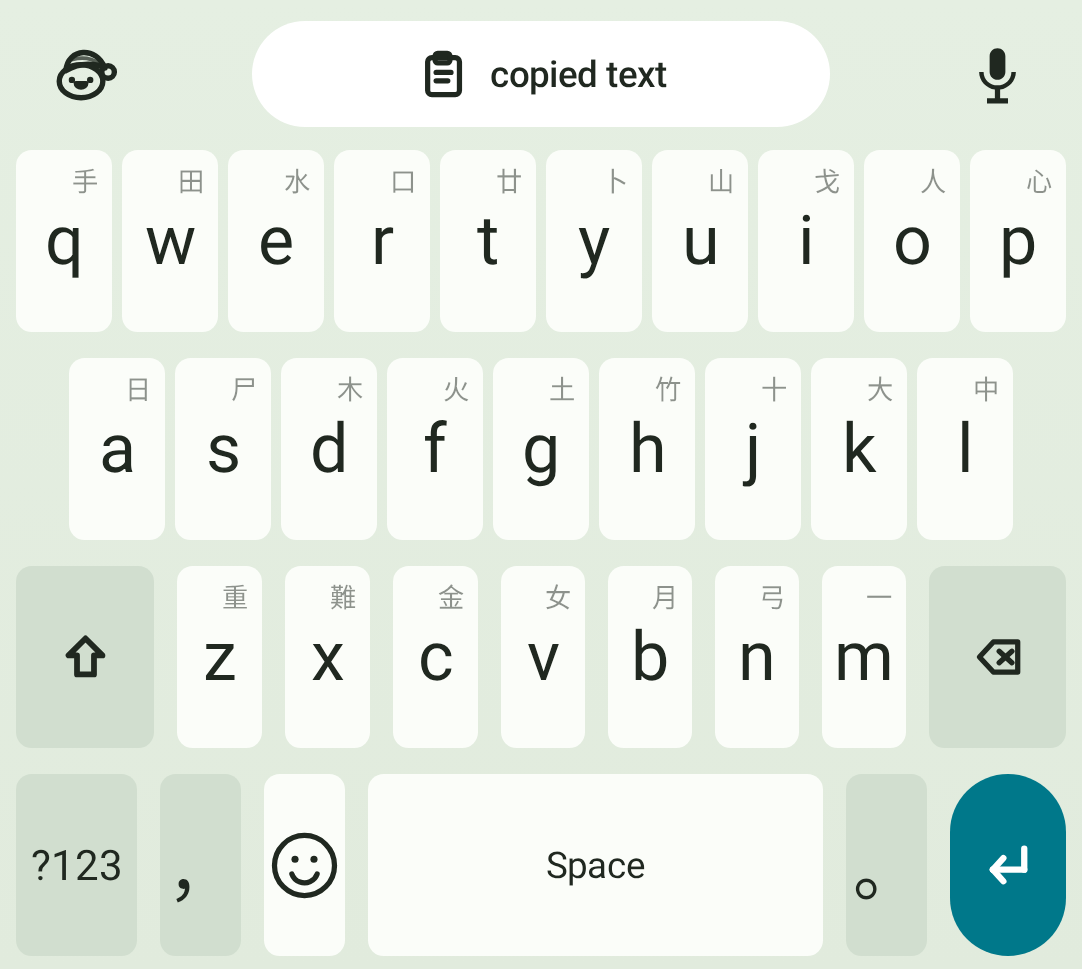 copied text
手 田 水 口 廿 卜 山 戈 人 心
q w e r t y u i o p
日 尸 木 火 土 竹 十 大 中
a s d f g h j k l
重 難 金 女 月 弓 一
z x c v b n m
?123 ， Space 。